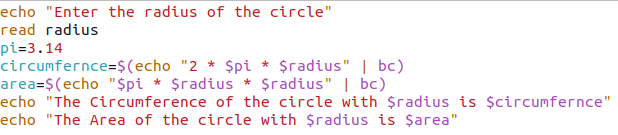 echo "Enter the radius of the circle"
read radius
pi=3.14
circumfernce=$(echo "2 * $pi * $radius" | bc)
area=$(echo "$pi * $radius * $radius" | bc)
echo "The Circumference of the circle with $radius is $circumfernce"
echo "The Area of the circle with $radius is $area"